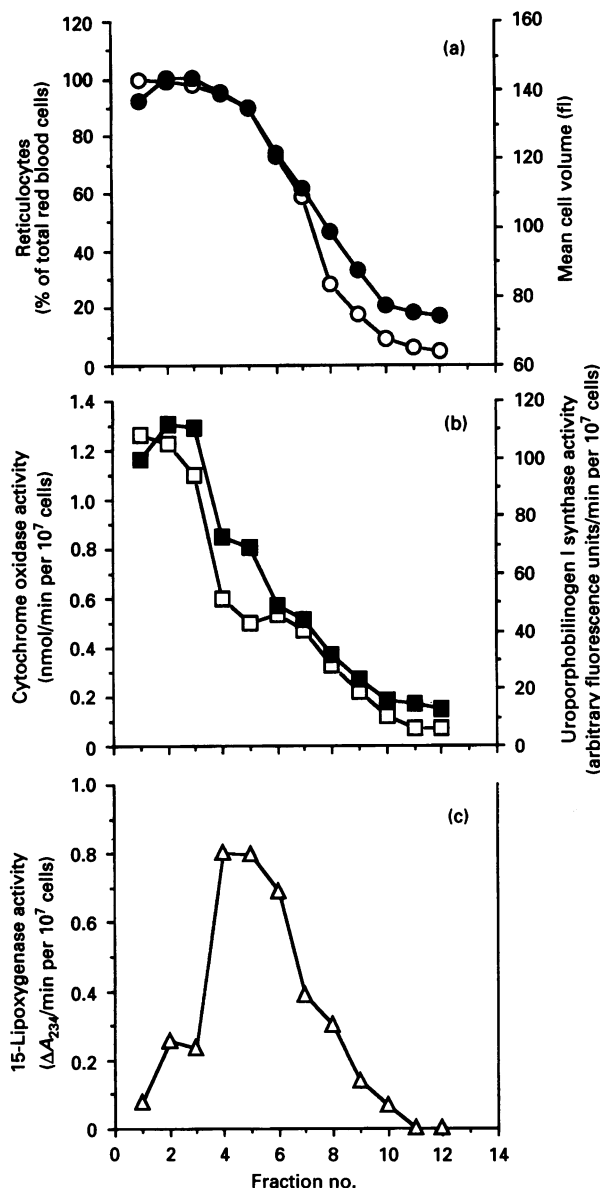 (a)
Reticulocytes
(% of total red blood cells)
120
100
80
60
40
20
0
160
140
120
100
80
60
Mean cell volume (fl)
(b)
Cytochrome oxidase activity
(nmol/min per 10⁷ cells)
1.4
1.2
1.0
0.8
0.6
0.4
0.2
0
120
100
80
60
40
20
0
Uroporphobilinogen I synthase activity
(arbitrary fluorescence units/min per 10⁷ cells)
(c)
15-Lipoxygenase activity
(ΔA₂₃₄/min per 10⁷ cells)
1.0
0.8
0.6
0.4
0.2
0
0 2 4 6 8 10 12 14
Fraction no.